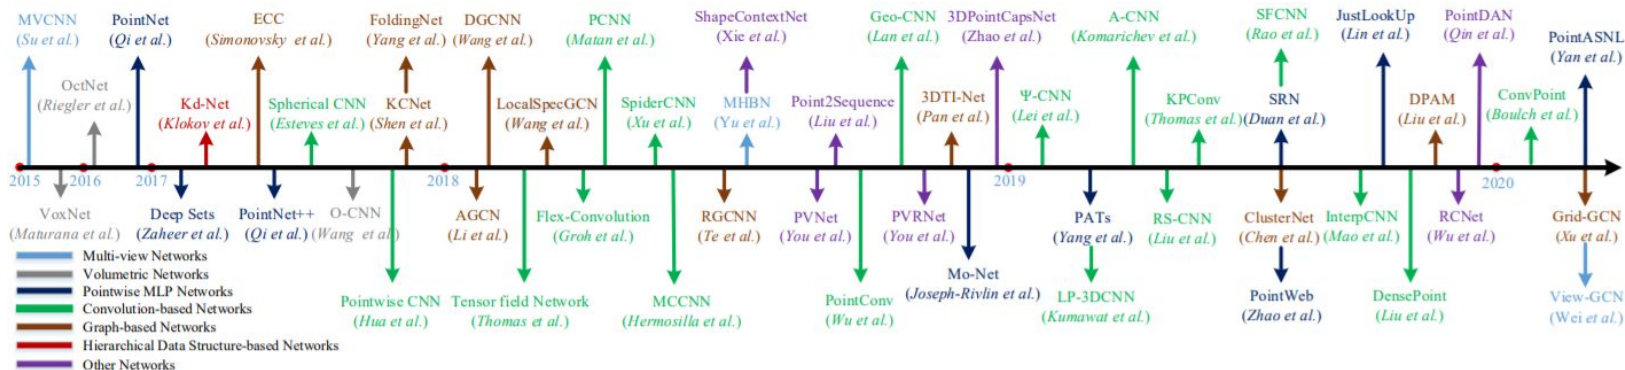 MVCNN
(Su et al.)
PointNet
(Qi et al.)
ECC
(Simonovsky et al.)
FoldingNet
(Yang et al.)
DGCNN
(Wang et al.)
PCNN
(Matan et al.)
ShapeContextNet
(Xie et al.)
Geo-CNN
(Lan et al.)
3DPointCapsNet
(Zhao et al.)
A-CNN
(Komarichev et al.)
SFCNN
(Rao et al.)
JustLookUp
(Lin et al.)
PointDAN
(Qin et al.)
PointASNL
(Yan et al.)
OctNet
(Riegler et al.)
Kd-Net
(Klokov et al.)
Spherical CNN
(Esteves et al.)
KCNet
(Shen et al.)
LocalSpecGCN
(Wang et al.)
SpiderCNN
(Xu et al.)
MHBN
(Yu et al.)
Point2Sequence
(Liu et al.)
3DTI-Net
(Pan et al.)
Ψ-CNN
(Lei et al.)
KPConv
(Thomas et al.)
SRN
(Duan et al.)
DPAM
(Liu et al.)
ConvPoint
(Boulch et al.)
2015
2016
2017
2018
2019
2020
VoxNet
(Maturana et al.)
Deep Sets
(Zaheer et al.)
PointNet++
(Qi et al.)
O-CNN
(Wang et al.)
AGCN
(Li et al.)
Flex-Convolution
(Groh et al.)
RGCNN
(Te et al.)
PVNet
(You et al.)
PVRNet
(You et al.)
PATs
(Yang et al.)
RS-CNN
(Liu et al.)
ClusterNet
(Chen et al.)
InterpCNN
(Mao et al.)
RCNet
(Wu et al.)
Grid-GCN
(Xu et al.)
Pointwise CNN
(Hua et al.)
Tensor field Network
(Thomas et al.)
MCCNN
(Hermosilla et al.)
PointConv
(Wu et al.)
Mo-Net
(Joseph-Rivlin et al.)
LP-3DCNN
(Kumawat et al.)
PointWeb
(Zhao et al.)
DensePoint
(Liu et al.)
View-GCN
(Wei et al.)
Multi-view Networks
Volumetric Networks
Pointwise MLP Networks
Convolution-based Networks
Graph-based Networks
Hierarchical Data Structure-based Networks
Other Networks